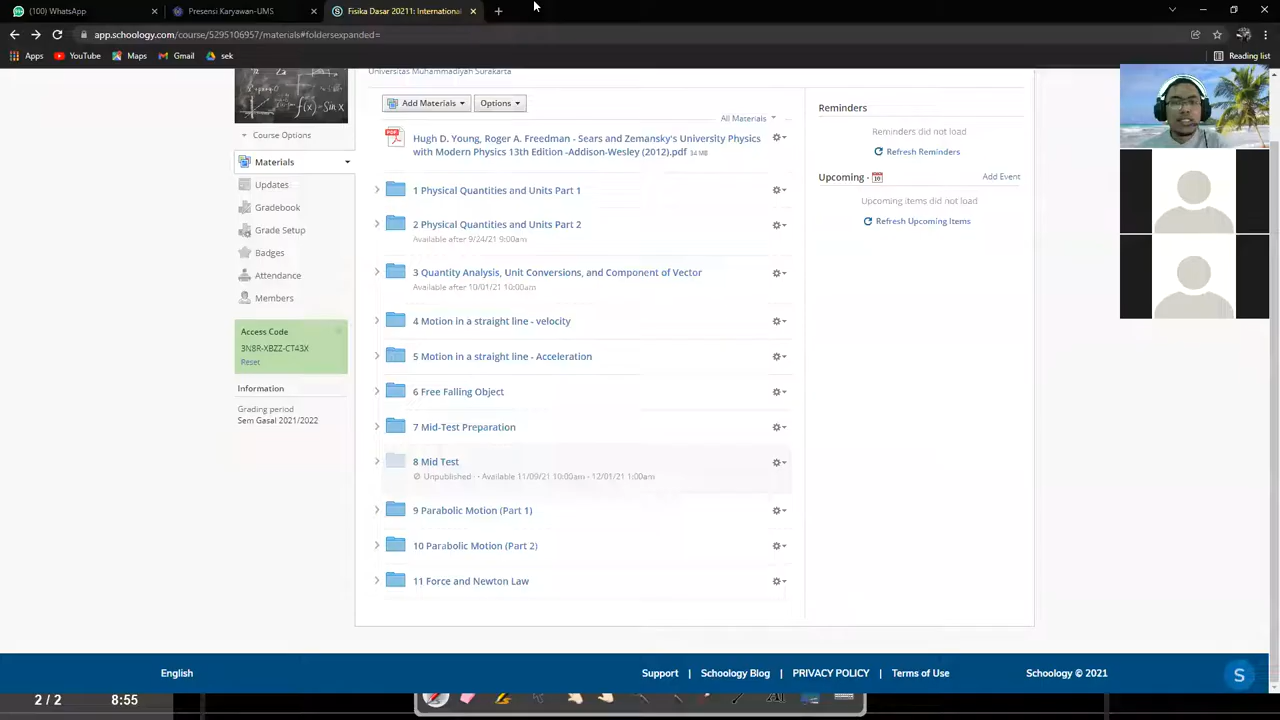 (100) WhatsApp
Presensi Karyawan-UMS
Fisika Dasar 20211: International
app.schoology.com/course/5295106957/materials#foldersexpanded=
Apps
YouTube
Maps
Gmail
sek
Reading list
Universitas Muhammadiyah Surakarta
Add Materials
Options
All Materials
Hugh D. Young, Roger A. Freedman - Sears and Zemansky's University Physics
with Modern Physics 13th Edition -Addison-Wesley (2012).pdf 34 MB
1 Physical Quantities and Units Part 1
2 Physical Quantities and Units Part 2
Available after 9/24/21 9:00am
3 Quantity Analysis, Unit Conversions, and Component of Vector
Available after 10/01/21 10:00am
4 Motion in a straight line - velocity
5 Motion in a straight line - Acceleration
6 Free Falling Object
7 Mid-Test Preparation
8 Mid Test
Unpublished · Available 11/09/21 10:00am - 12/01/21 1:00am
9 Parabolic Motion (Part 1)
10 Parabolic Motion (Part 2)
11 Force and Newton Law
Course Options
Materials
Updates
Gradebook
Grade Setup
Badges
Attendance
Members
Access Code
3N8R-XBZZ-CT43X
Reset
Information
Grading period
Sem Gasal 2021/2022
Reminders
Reminders did not load
Refresh Reminders
Upcoming · 10
Add Event
Upcoming items did not load
Refresh Upcoming Items
English
Support | Schoology Blog | PRIVACY POLICY | Terms of Use
Schoology © 2021
S
2 / 2
8:55